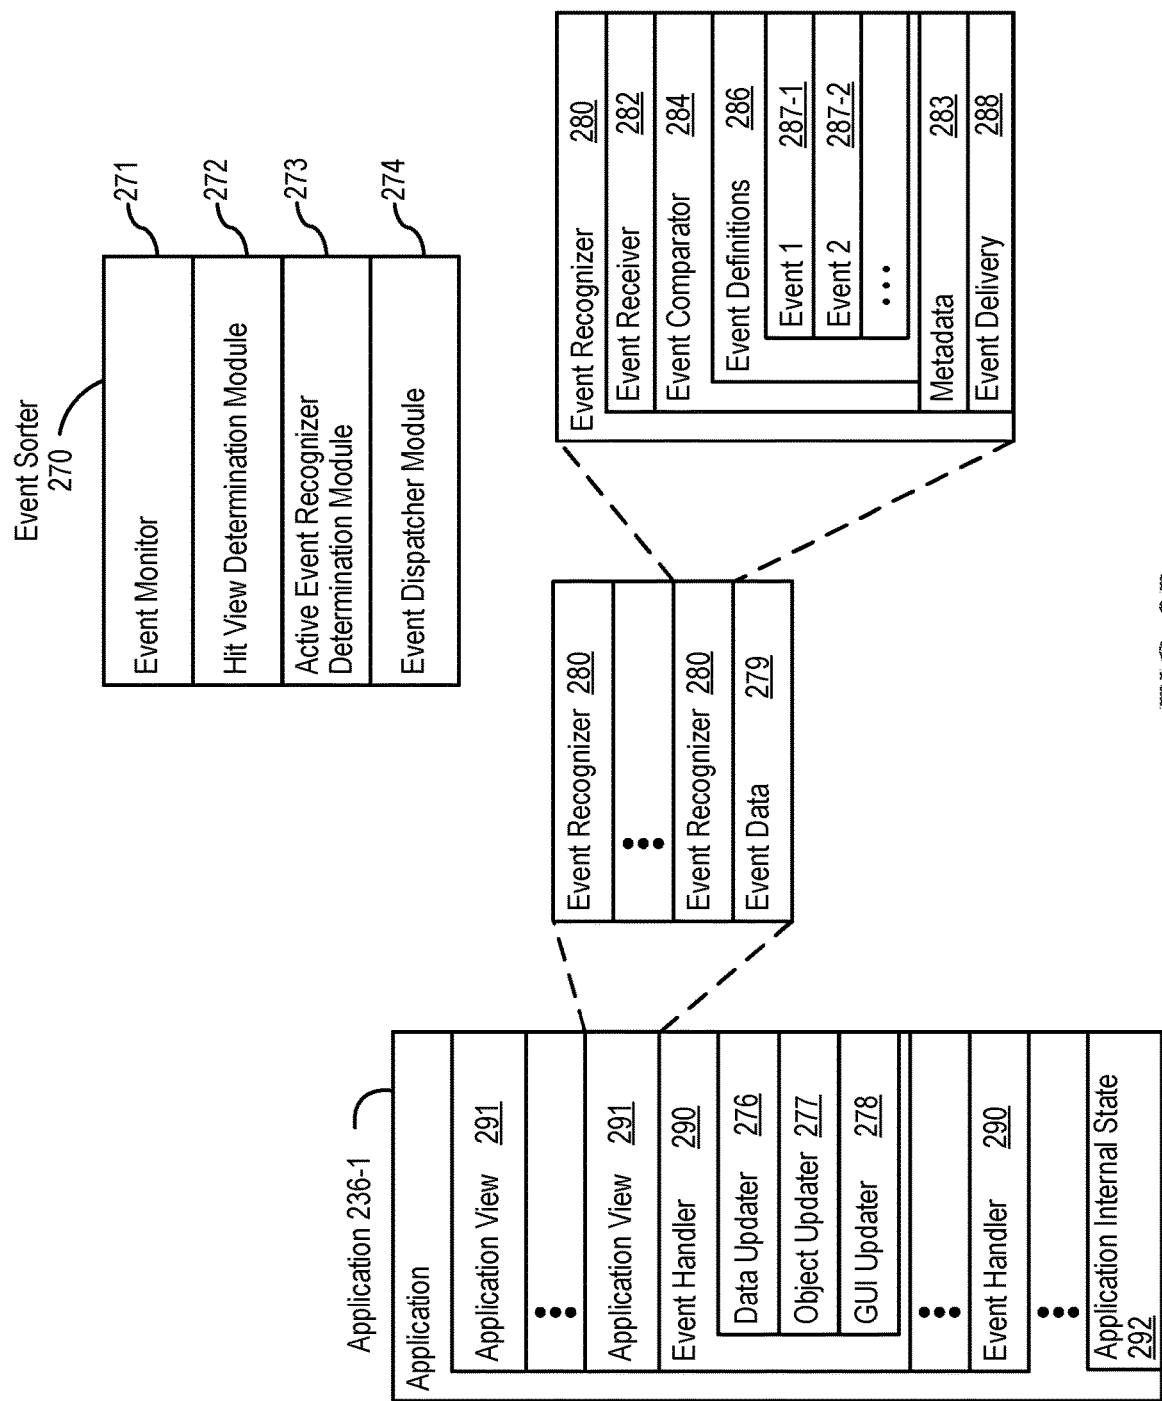 Event Sorter
270
Event Monitor
271
Hit View Determination Module
272
Active Event Recognizer
Determination Module
273
Event Dispatcher Module
274
Application 236-1
Application
Application View 291
Application View 291
Event Handler 290
Data Updater 276
Object Updater 277
GUI Updater 278
Event Handler 290
Application Internal State
292
Event Recognizer 280
Event Recognizer 280
Event Data 279
Event Recognizer 280
Event Receiver 282
Event Comparator 284
Event Definitions 286
Event 1 287-1
Event 2 287-2
Metadata 283
Event Delivery 288